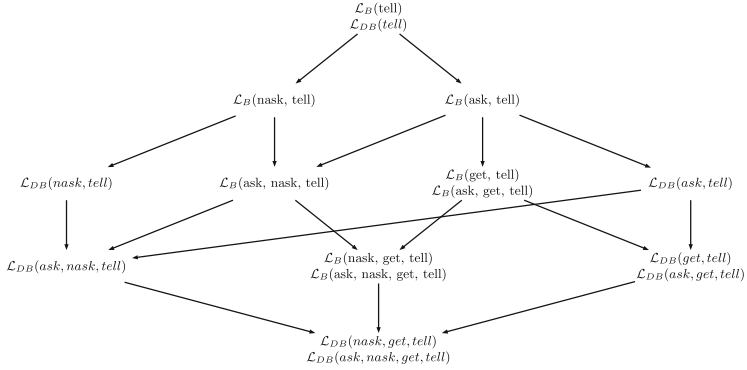 ℒ_B(tell)
ℒ_DB(tell)
ℒ_B(nask, tell)
ℒ_B(ask, tell)
ℒ_DB(nask, tell)
ℒ_B(ask, nask, tell)
ℒ_B(get, tell)
ℒ_B(ask, get, tell)
ℒ_DB(ask, tell)
ℒ_DB(ask, nask, tell)
ℒ_B(nask, get, tell)
ℒ_B(ask, nask, get, tell)
ℒ_DB(get, tell)
ℒ_DB(ask, get, tell)
ℒ_DB(nask, get, tell)
ℒ_DB(ask, nask, get, tell)